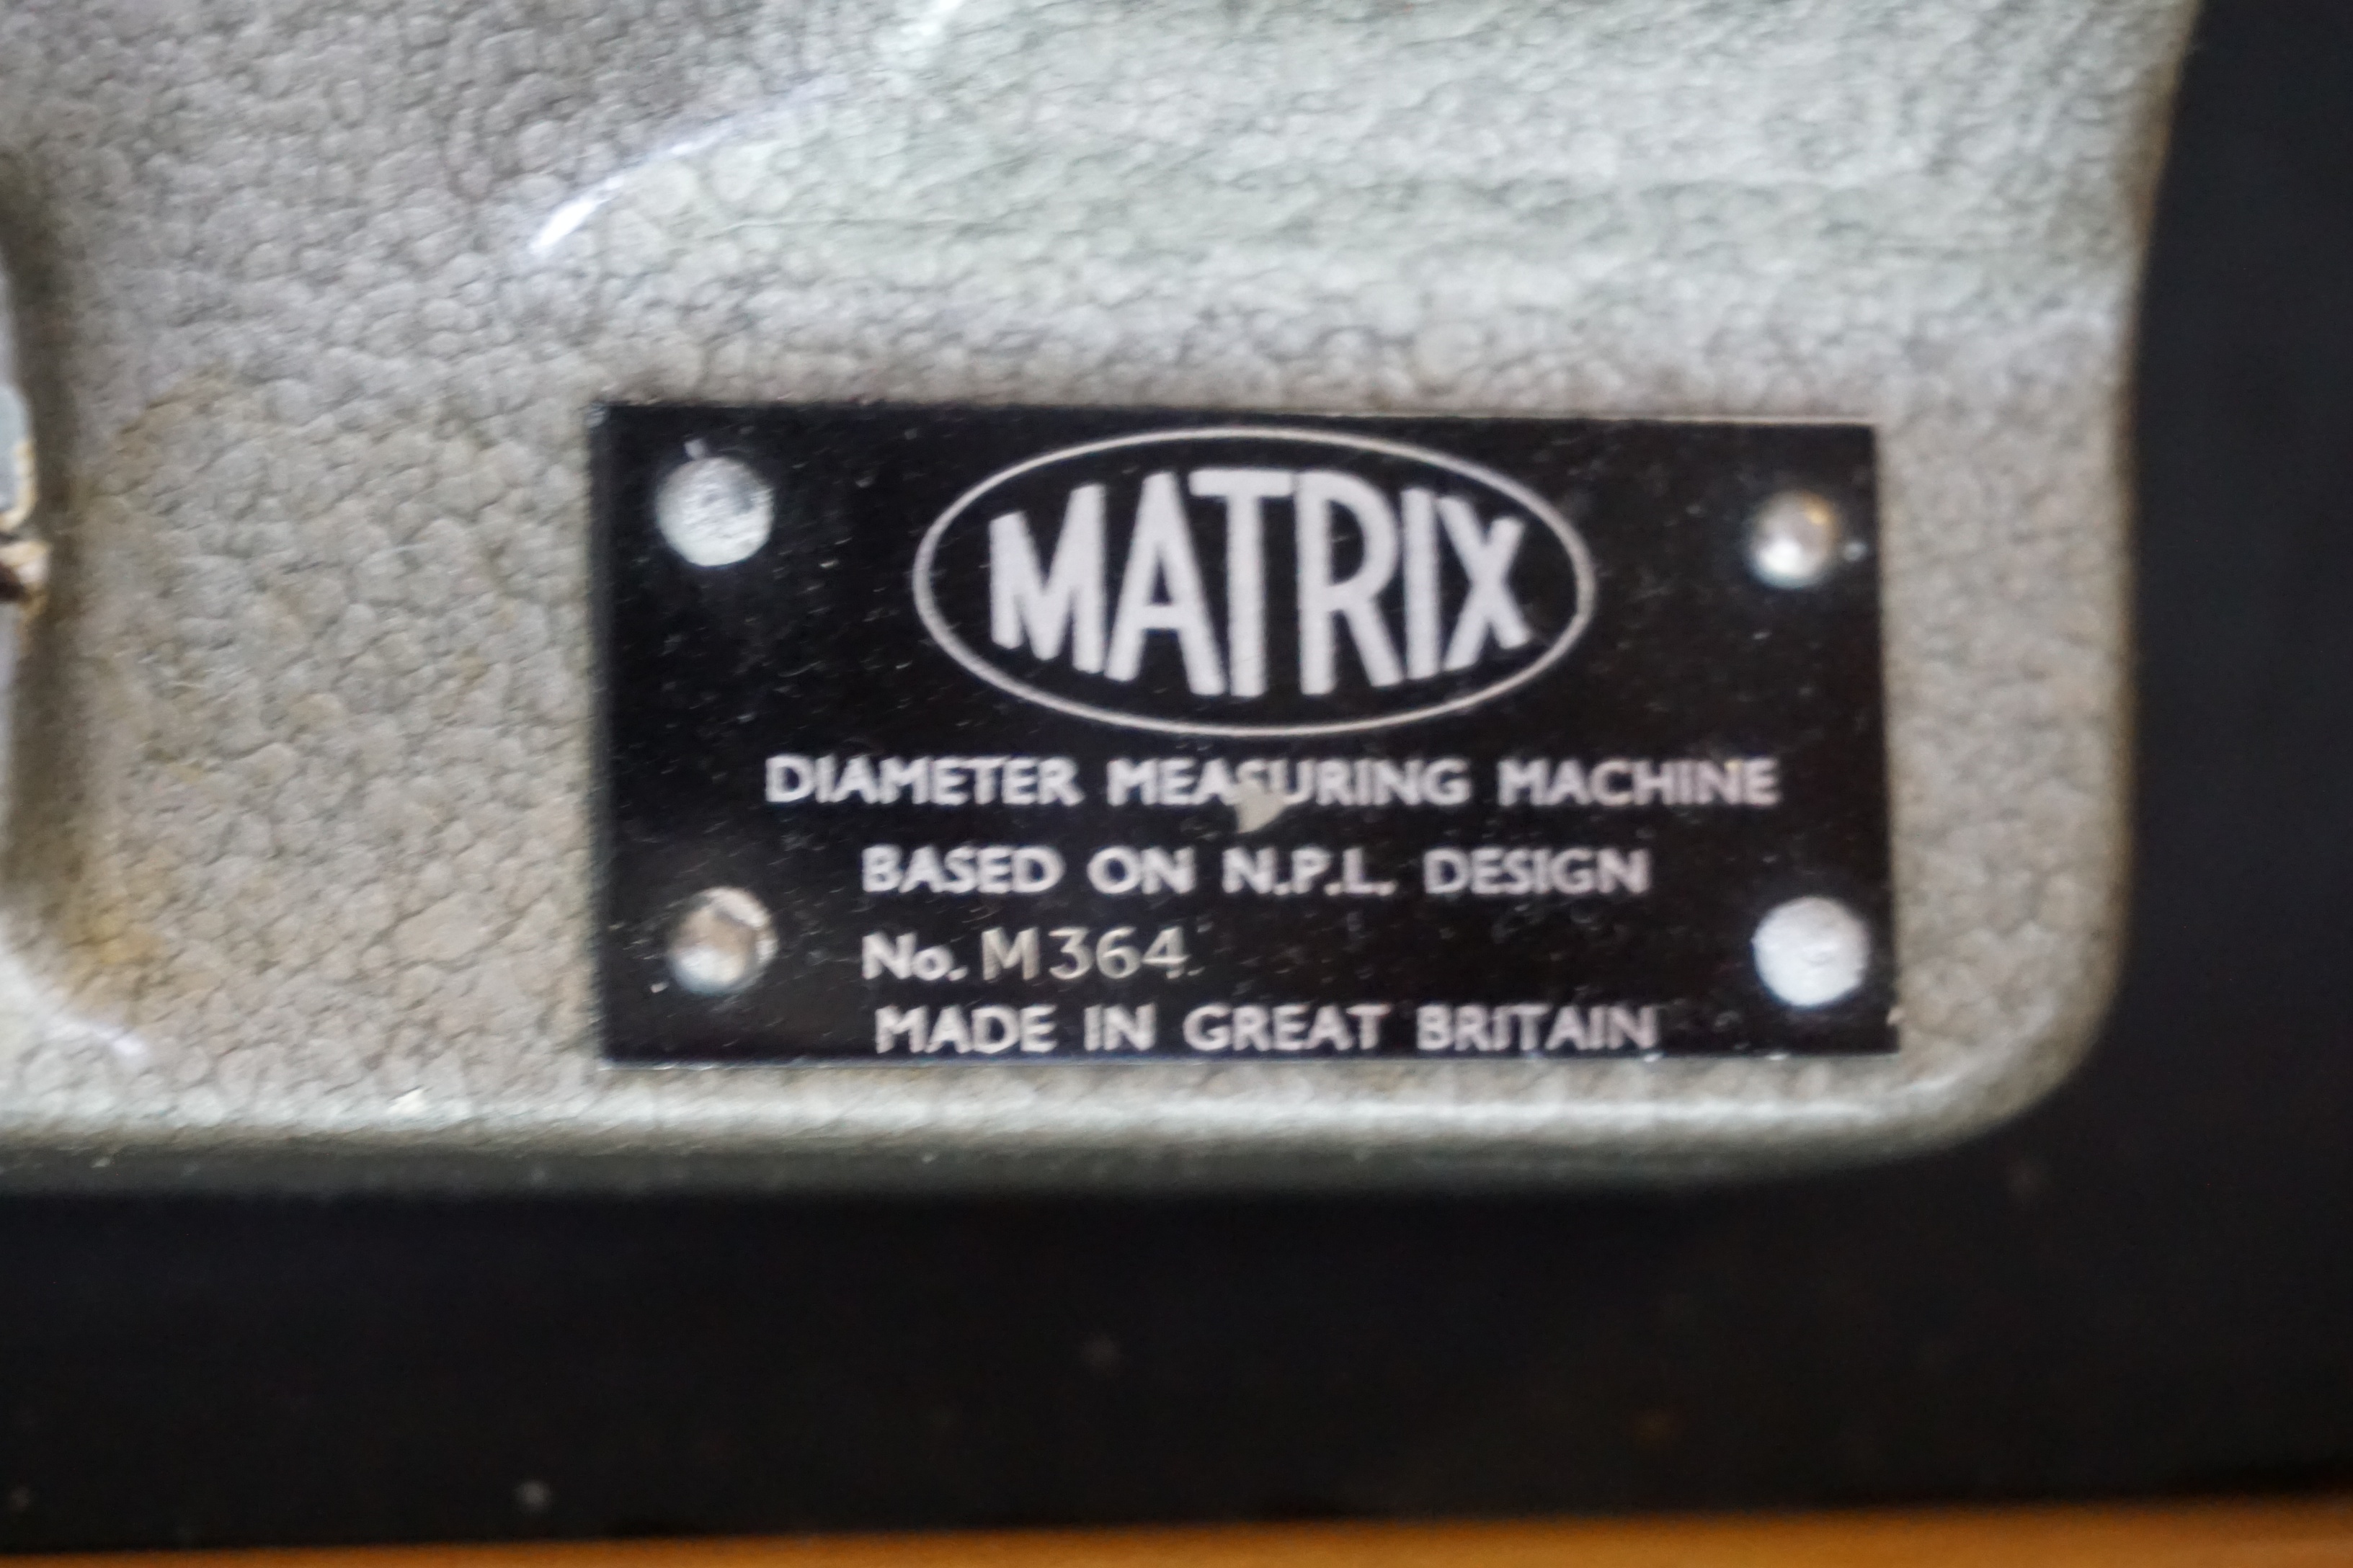 MATRIX
DIAMETER MEASURING MACHINE
BASED ON N.P.L. DESIGN
No. M364
MADE IN GREAT BRITAIN